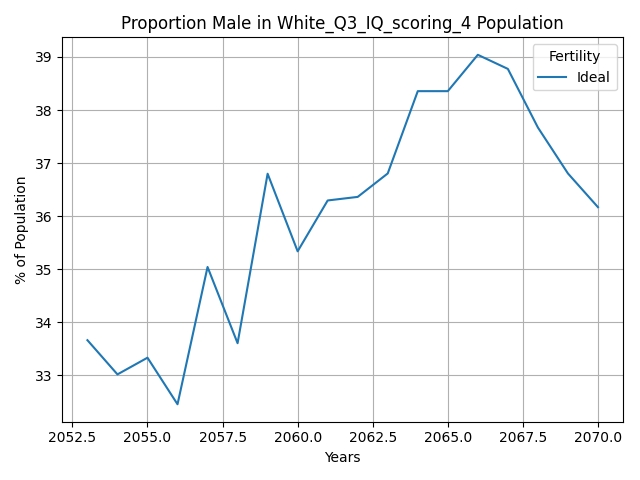 Proportion Male in White_Q3_IQ_scoring_4 Population
Fertility
Ideal
% of Population
39
38
37
36
35
34
33
2052.5 2055.0 2057.5 2060.0 2062.5 2065.0 2067.5 2070.0
Years